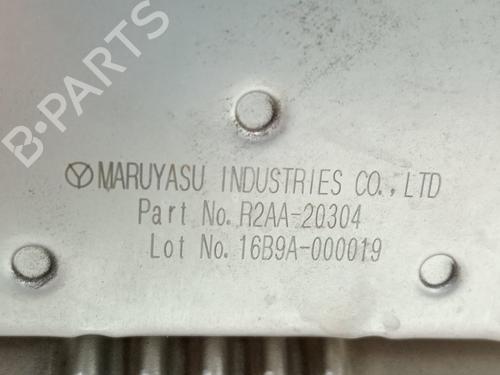 B-PARTS
MARUYASU INDUSTRIES CO.,LTD
Part No. R2AA-20304
Lot No. 16B9A-000019